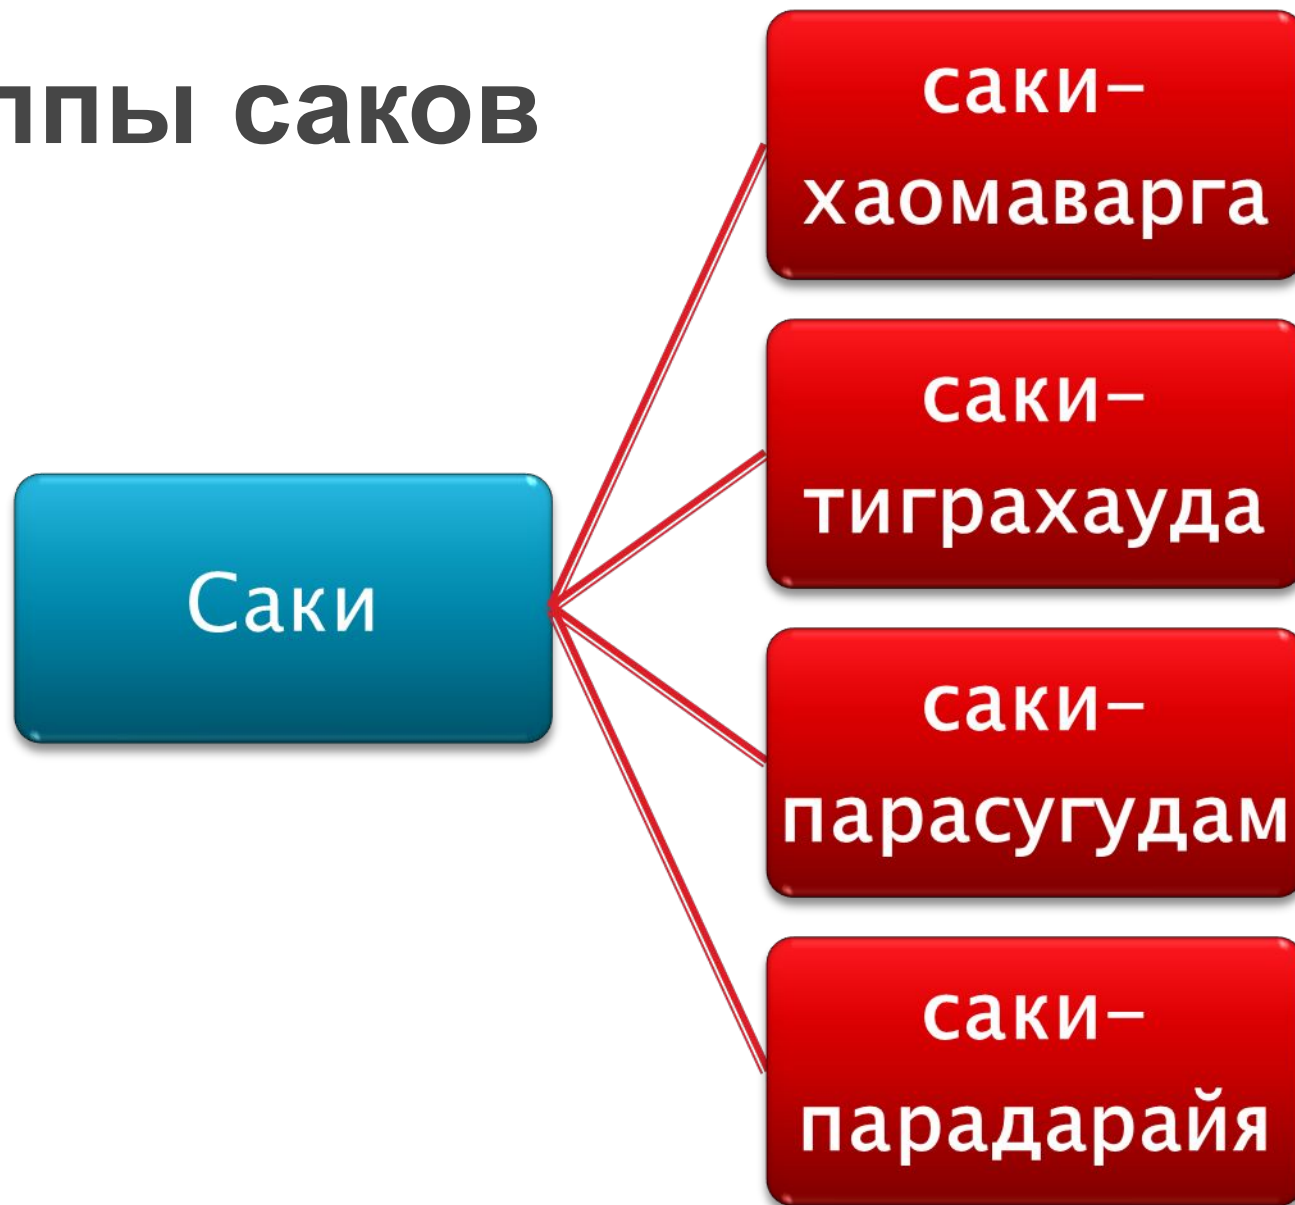 ппы саков
саки-
хаомаварга
саки-
тиграхауда
Саки
саки-
парасугудам
саки-
парадарайя